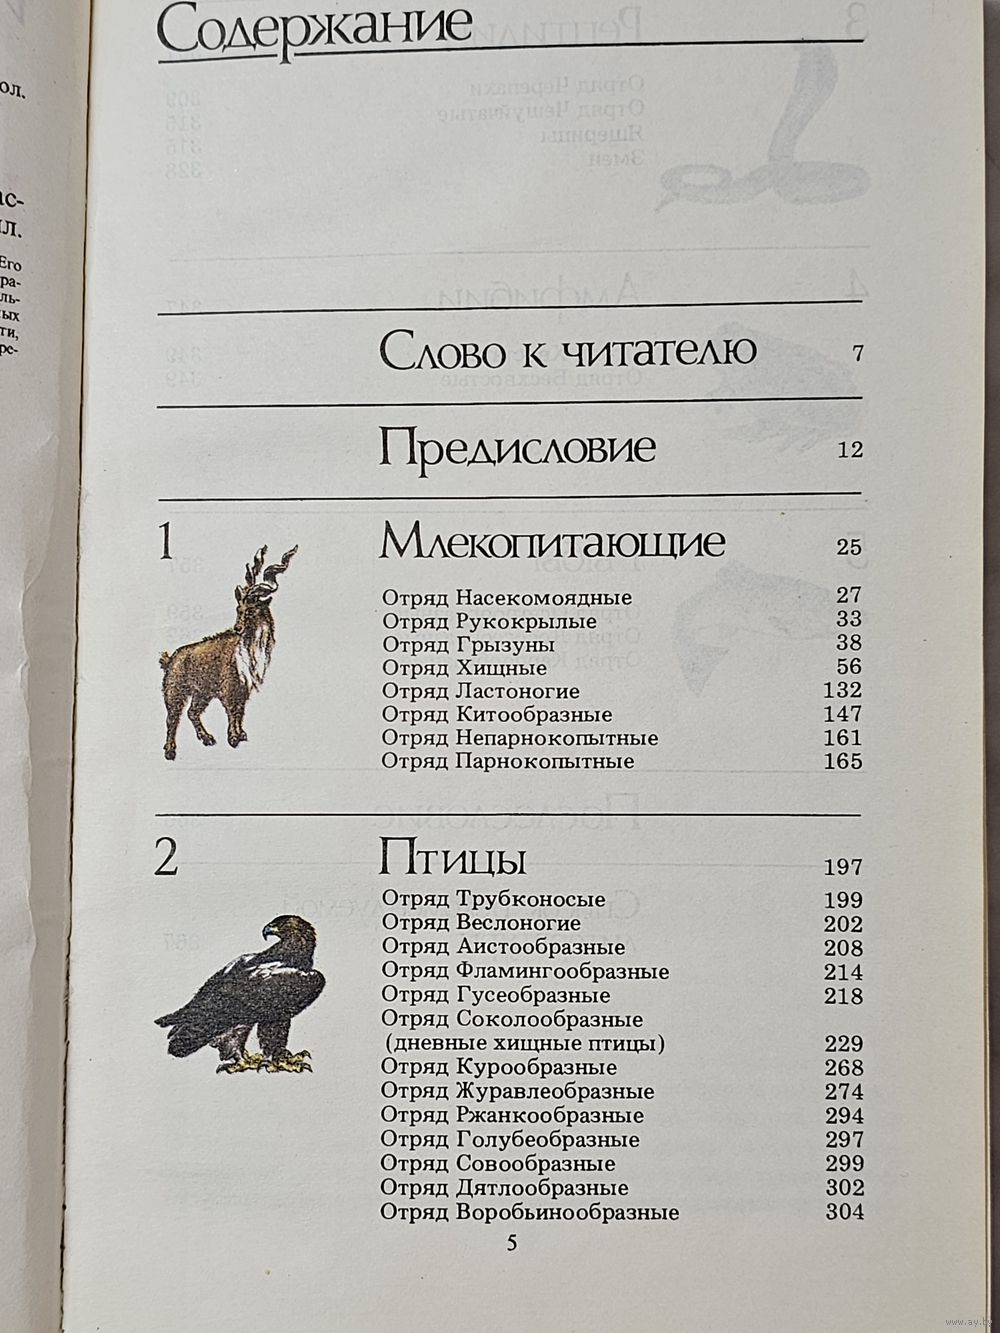 Содержание
Слово к читателю 7
Предисловие 12
1 Млекопитающие 25
Отряд Насекомоядные 27
Отряд Рукокрылые 33
Отряд Грызуны 38
Отряд Хищные 56
Отряд Ластоногие 132
Отряд Китообразные 147
Отряд Непарнокопытные 161
Отряд Парнокопытные 165
2 Птицы 197
Отряд Трубконосые 199
Отряд Веслоногие 202
Отряд Аистообразные 208
Отряд Фламингообразные 214
Отряд Гусеобразные 218
Отряд Соколообразные
(дневные хищные птицы) 229
Отряд Курообразные 268
Отряд Журавлеобразные 274
Отряд Ржанкообразные 294
Отряд Голубеобразные 297
Отряд Совообразные 299
Отряд Дятлообразные 302
Отряд Воробьинообразные 304
5
www.ay.by